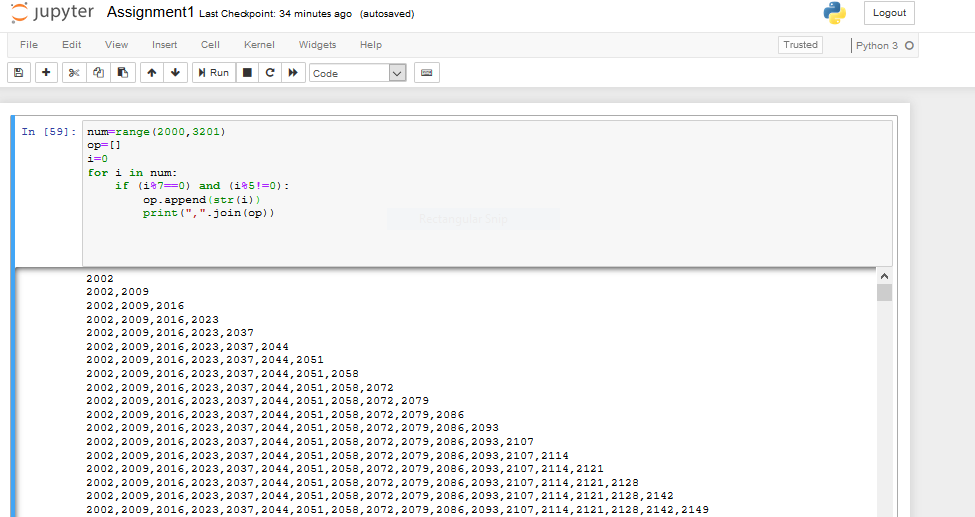 jupyter Assignment1 Last Checkpoint: 34 minutes ago (autosaved) Logout
File Edit View Insert Cell Kernel Widgets Help Trusted Python 3
Run Code
In [59]: num=range(2000,3201)
op=[]
i=0
for i in num:
    if (i%7==0) and (i%5!=0):
        op.append(str(i))
        print(",".join(op))
Rectangular Snip
2002
2002,2009
2002,2009,2016
2002,2009,2016,2023
2002,2009,2016,2023,2037
2002,2009,2016,2023,2037,2044
2002,2009,2016,2023,2037,2044,2051
2002,2009,2016,2023,2037,2044,2051,2058
2002,2009,2016,2023,2037,2044,2051,2058,2072
2002,2009,2016,2023,2037,2044,2051,2058,2072,2079
2002,2009,2016,2023,2037,2044,2051,2058,2072,2079,2086
2002,2009,2016,2023,2037,2044,2051,2058,2072,2079,2086,2093
2002,2009,2016,2023,2037,2044,2051,2058,2072,2079,2086,2093,2107
2002,2009,2016,2023,2037,2044,2051,2058,2072,2079,2086,2093,2107,2114
2002,2009,2016,2023,2037,2044,2051,2058,2072,2079,2086,2093,2107,2114,2121
2002,2009,2016,2023,2037,2044,2051,2058,2072,2079,2086,2093,2107,2114,2121,2128
2002,2009,2016,2023,2037,2044,2051,2058,2072,2079,2086,2093,2107,2114,2121,2128,2142
2002,2009,2016,2023,2037,2044,2051,2058,2072,2079,2086,2093,2107,2114,2121,2128,2142,2149